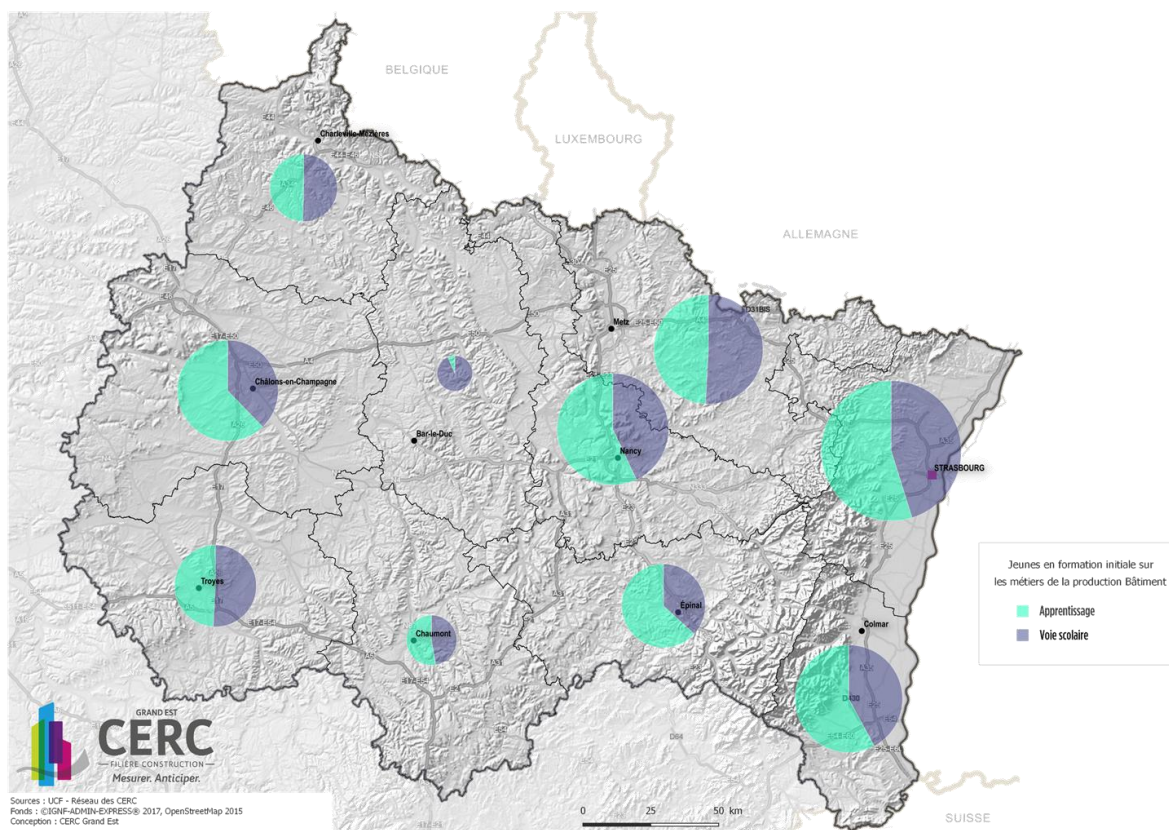 BELGIQUE
LUXEMBOURG
Charleville-Mézières
ALLEMAGNE
D31BIS
Metz
Châlons-en-Champagne
Bar-le-Duc
Nancy
STRASBOURG
Jeunes en formation initiale sur
les métiers de la production Bâtiment
Apprentissage
Voie scolaire
Troyes
Épinal
Chaumont
Colmar
D430
D64
GRAND EST
CERC
FILIÈRE CONSTRUCTION
Mesurer. Anticiper.
Sources : UCF - Réseau des CERC
Fonds : ©IGNF-ADMIN-EXPRESS® 2017, OpenStreetMap 2015
Conception : CERC Grand Est
0 25 50 km
SUISSE